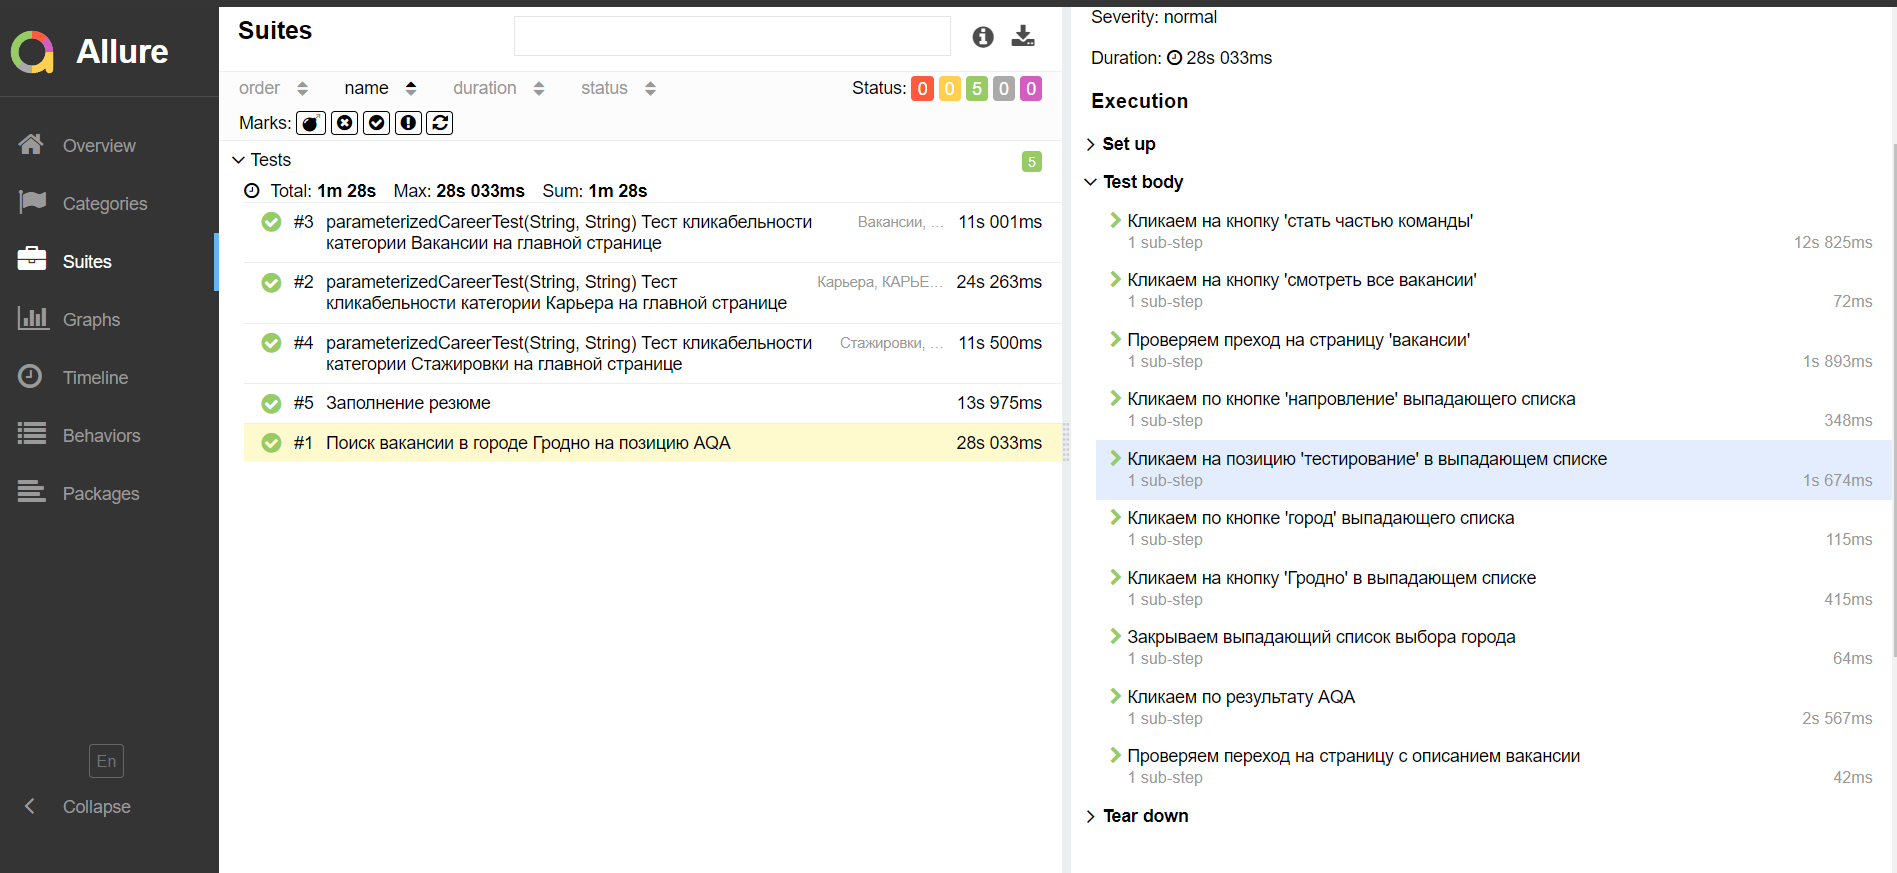 Allure
Overview
Categories
Suites
Graphs
Timeline
Behaviors
Packages
En
Collapse
Suites
order name duration status Status: 0 0 5 0 0
Marks:
Tests 5
Total: 1m 28s Max: 28s 033ms Sum: 1m 28s
#3 parameterizedCareerTest(String, String) Тест кликабельности Вакансии, ... 11s 001ms
категории Вакансии на главной странице
#2 parameterizedCareerTest(String, String) Тест Карьера, КАРЬЕ... 24s 263ms
кликабельности категории Карьера на главной странице
#4 parameterizedCareerTest(String, String) Тест кликабельности Стажировки, ... 11s 500ms
категории Стажировки на главной странице
#5 Заполнение резюме 13s 975ms
#1 Поиск вакансии в городе Гродно на позицию AQA 28s 033ms
Severity: normal
Duration: 28s 033ms
Execution
Set up
Test body
Кликаем на кнопку 'стать частью команды'
1 sub-step 12s 825ms
Кликаем на кнопку 'смотреть все вакансии'
1 sub-step 72ms
Проверяем преход на страницу 'вакансии'
1 sub-step 1s 893ms
Кликаем по кнопке 'напровление' выпадающего списка
1 sub-step 348ms
Кликаем на позицию 'тестирование' в выпадающем списке
1 sub-step 1s 674ms
Кликаем по кнопке 'город' выпадающего списка
1 sub-step 115ms
Кликаем на кнопку 'Гродно' в выпадающем списке
1 sub-step 415ms
Закрываем выпадающий список выбора города
1 sub-step 64ms
Кликаем по результату AQA
1 sub-step 2s 567ms
Проверяем переход на страницу с описанием вакансии
1 sub-step 42ms
Tear down